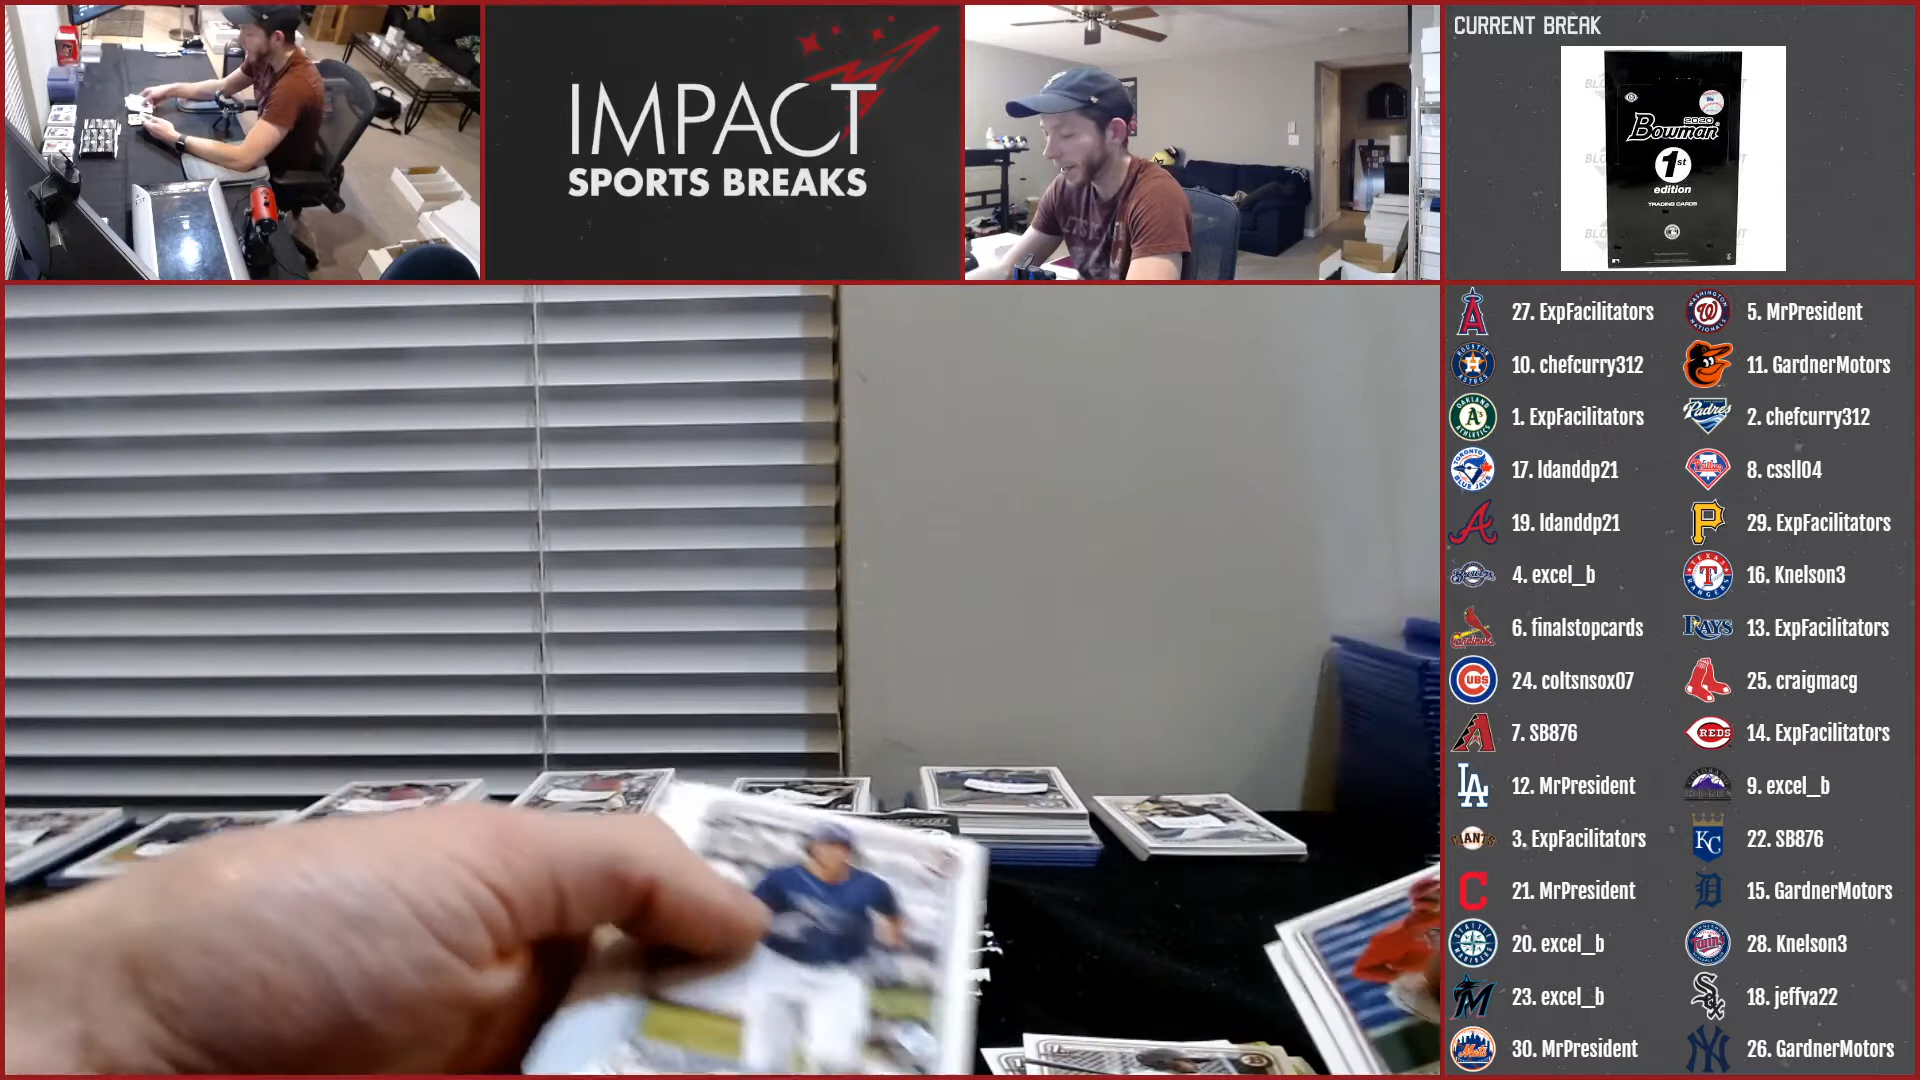 IMPACT
SPORTS BREAKS
CURRENT BREAK
2020
Bowman
1st
edition
TRADING CARDS
27. ExpFacilitators
5. MrPresident
10. chefcurry312
11. GardnerMotors
1. ExpFacilitators
2. chefcurry312
17. ldanddp21
8. cssll04
19. ldanddp21
29. ExpFacilitators
4. excel_b
16. Knelson3
6. finalstopcards
13. ExpFacilitators
24. coltsnsox07
25. craigmacg
7. SB876
14. ExpFacilitators
12. MrPresident
9. excel_b
3. ExpFacilitators
22. SB876
21. MrPresident
15. GardnerMotors
20. excel_b
28. Knelson3
23. excel_b
18. jeffva22
30. MrPresident
26. GardnerMotors